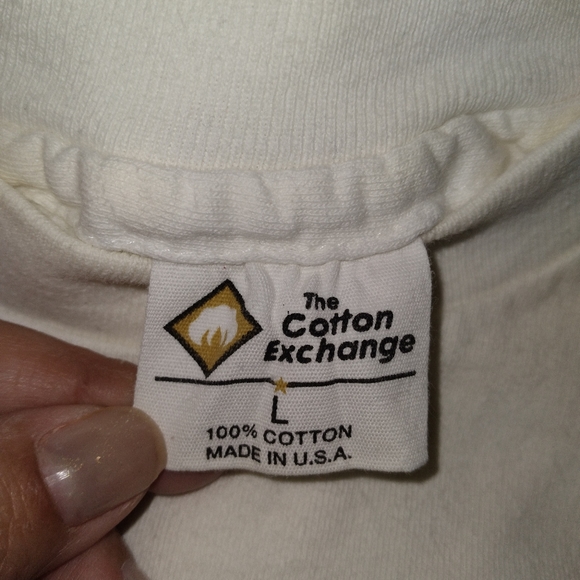 The
Cotton
Exchange
L
100% COTTON
MADE IN U.S.A.